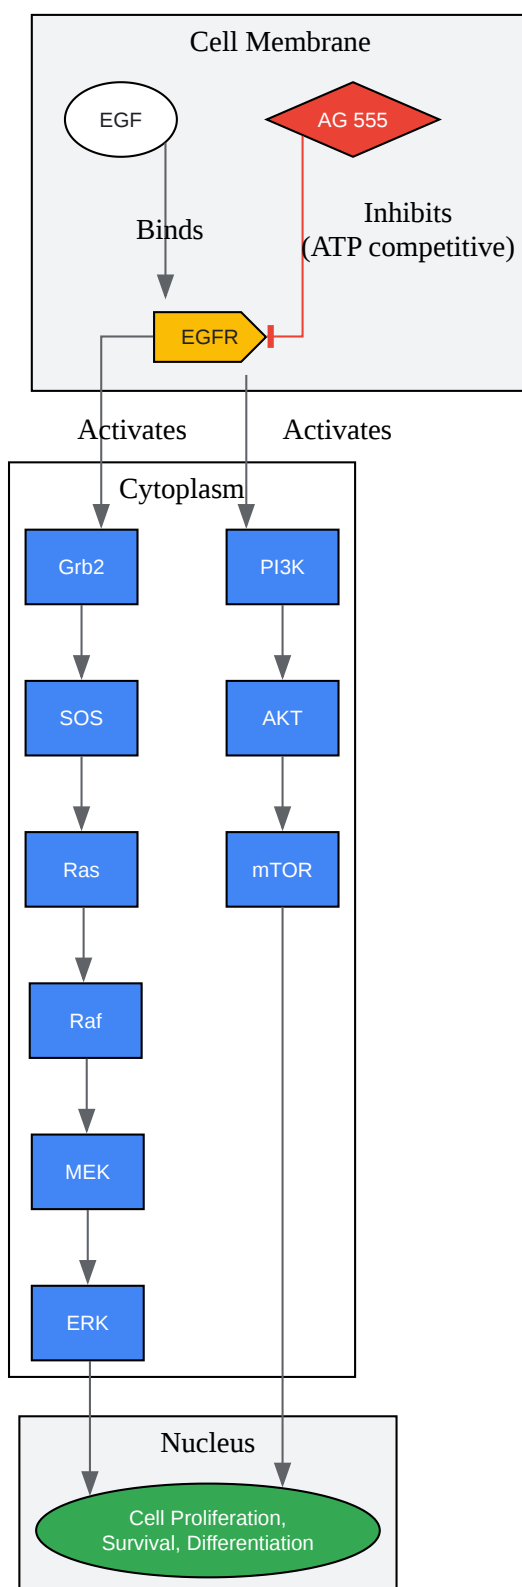 Cell Membrane
EGF
AG 555
Binds
Inhibits
(ATP competitive)
EGFR
Activates
Activates
Cytoplasm
Grb2
PI3K
SOS
AKT
Ras
mTOR
Raf
MEK
ERK
Nucleus
Cell Proliferation,
Survival, Differentiation